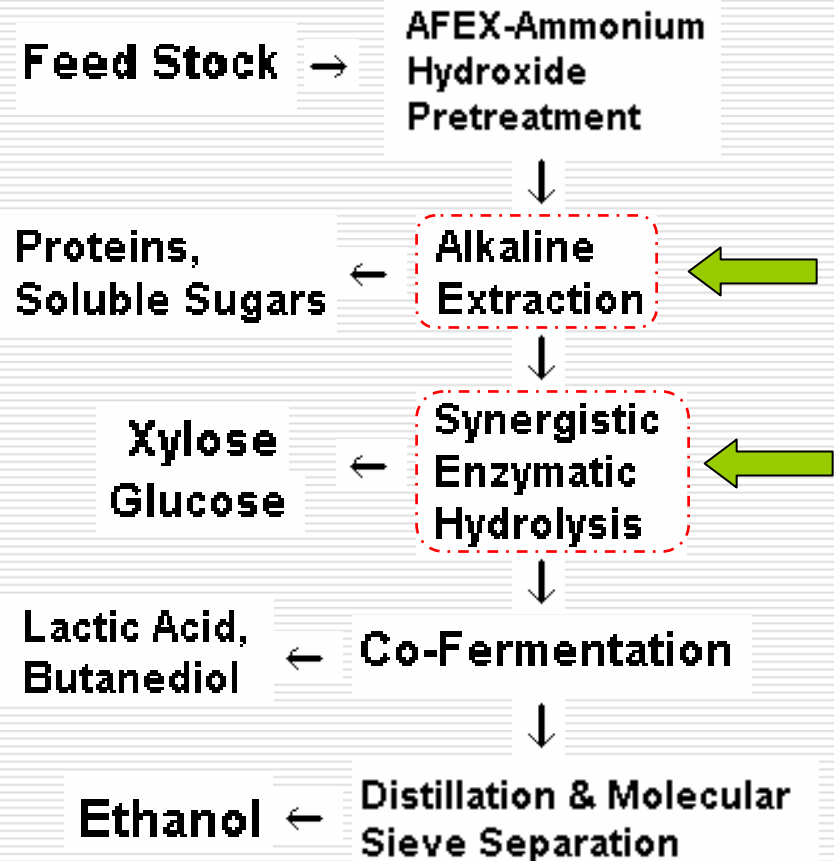 Feed Stock →
AFEX-Ammonium
Hydroxide
Pretreatment
↓
Proteins,
Soluble Sugars
←
Alkaline
Extraction
↓
Xylose
Glucose
←
Synergistic
Enzymatic
Hydrolysis
↓
Lactic Acid,
Butanediol
←
Co-Fermentation
↓
Ethanol
←
Distillation & Molecular
Sieve Separation